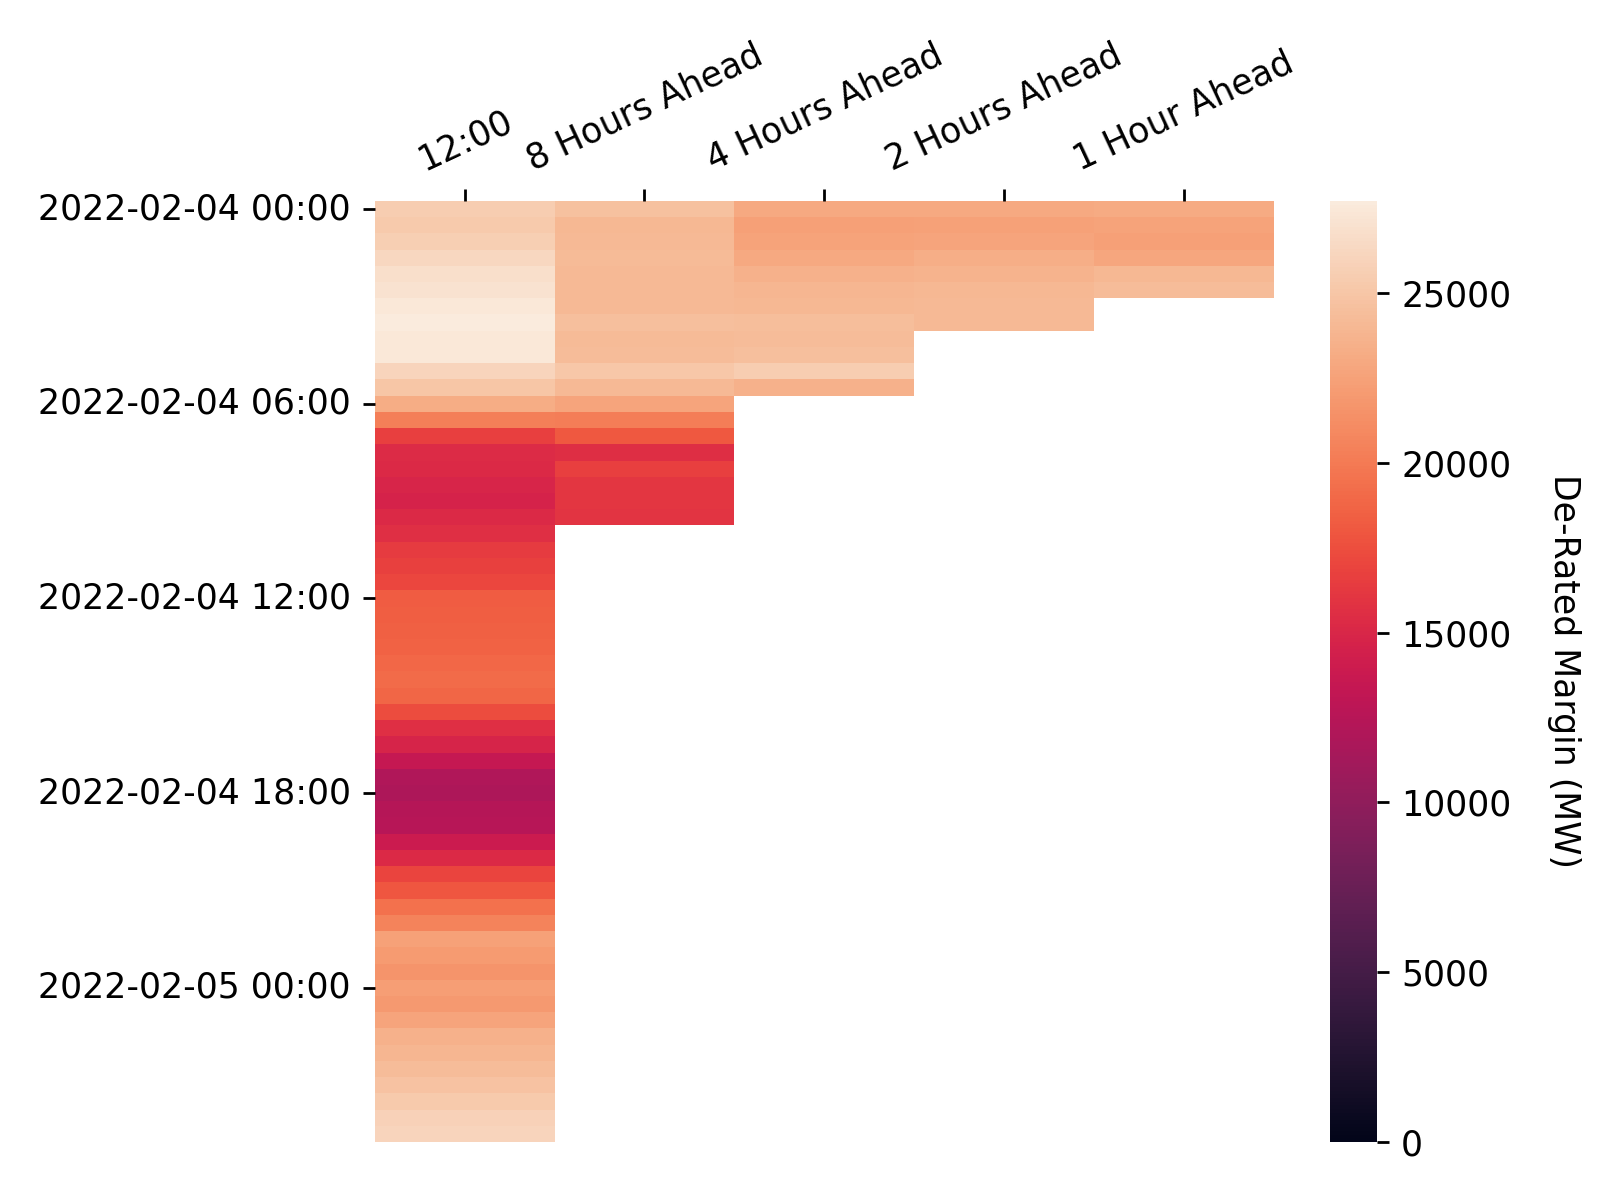 12:00
8 Hours Ahead
4 Hours Ahead
2 Hours Ahead
1 Hour Ahead
2022-02-04 00:00
2022-02-04 06:00
2022-02-04 12:00
2022-02-04 18:00
2022-02-05 00:00
25000
20000
15000
10000
5000
0
De-Rated Margin (MW)